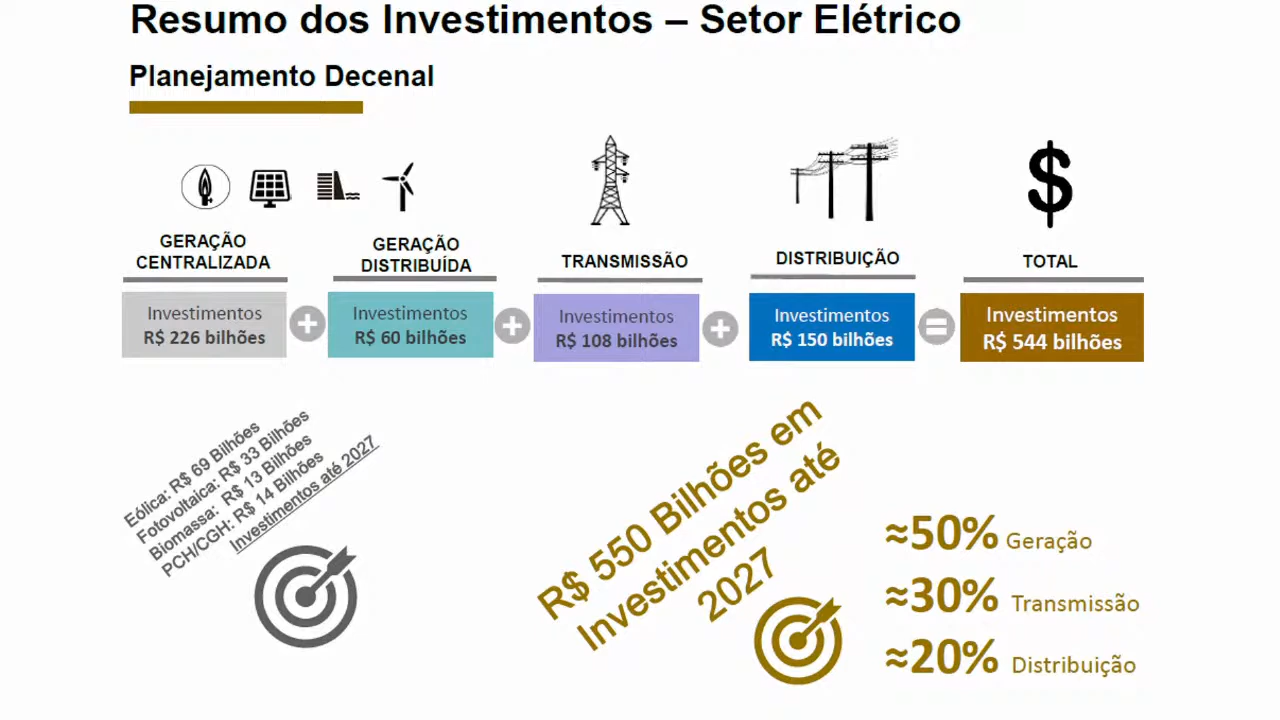 Resumo dos Investimentos – Setor Elétrico
Planejamento Decenal
GERAÇÃO
CENTRALIZADA
GERAÇÃO
DISTRIBUÍDA
TRANSMISSÃO
DISTRIBUIÇÃO
TOTAL
Investimentos
R$ 226 bilhões
+
Investimentos
R$ 60 bilhões
+
Investimentos
R$ 108 bilhões
+
Investimentos
R$ 150 bilhões
=
Investimentos
R$ 544 bilhões
Eólica: R$ 69 Bilhões
Fotovoltaica: R$ 33 Bilhões
Biomassa: R$ 13 Bilhões
PCH/CGH: R$ 14 Bilhões
Investimentos até 2027
R$ 550 Bilhões em
Investimentos até
2027
≈50% Geração
≈30% Transmissão
≈20% Distribuição